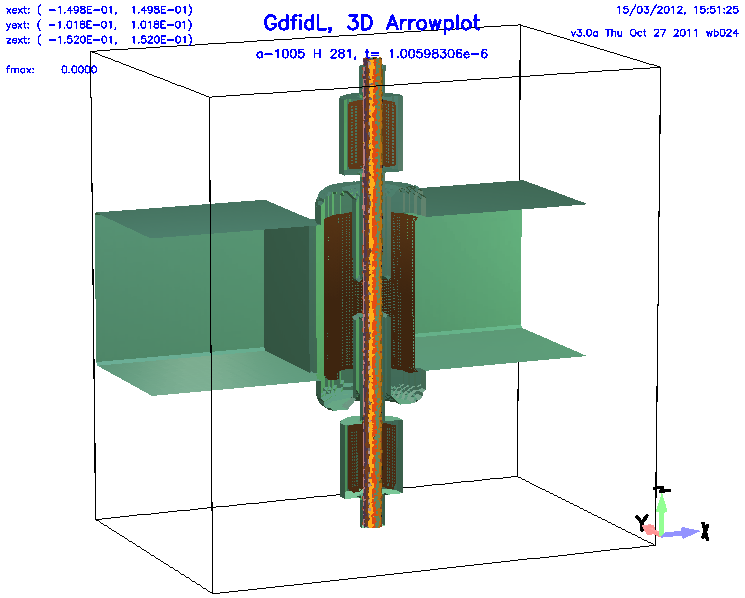 xext: ( -1.498E-01, 1.498E-01)
yext: ( -1.018E-01, 1.018E-01)
zext: ( -1.520E-01, 1.520E-01)
fmax: 0.0000
GdfidL, 3D Arrowplot
a-1005 H 281, t= 1.00598306e-6
15/03/2012, 15:51:25
v3.0a Thu Oct 27 2011 wb024
Z
Y
X